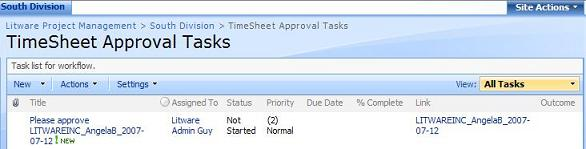 South Division
Site Actions
Litware Project Management > South Division > TimeSheet Approval Tasks
TimeSheet Approval Tasks
Task list for workflow.
New Actions Settings View: All Tasks
Title Assigned To Status Priority Due Date % Complete Link Outcome
Please approve LITWAREINC_AngelaB_2007-07-12 ! NEW
Litware Admin Guy
Not Started
(2) Normal
LITWAREINC_AngelaB_2007-07-12